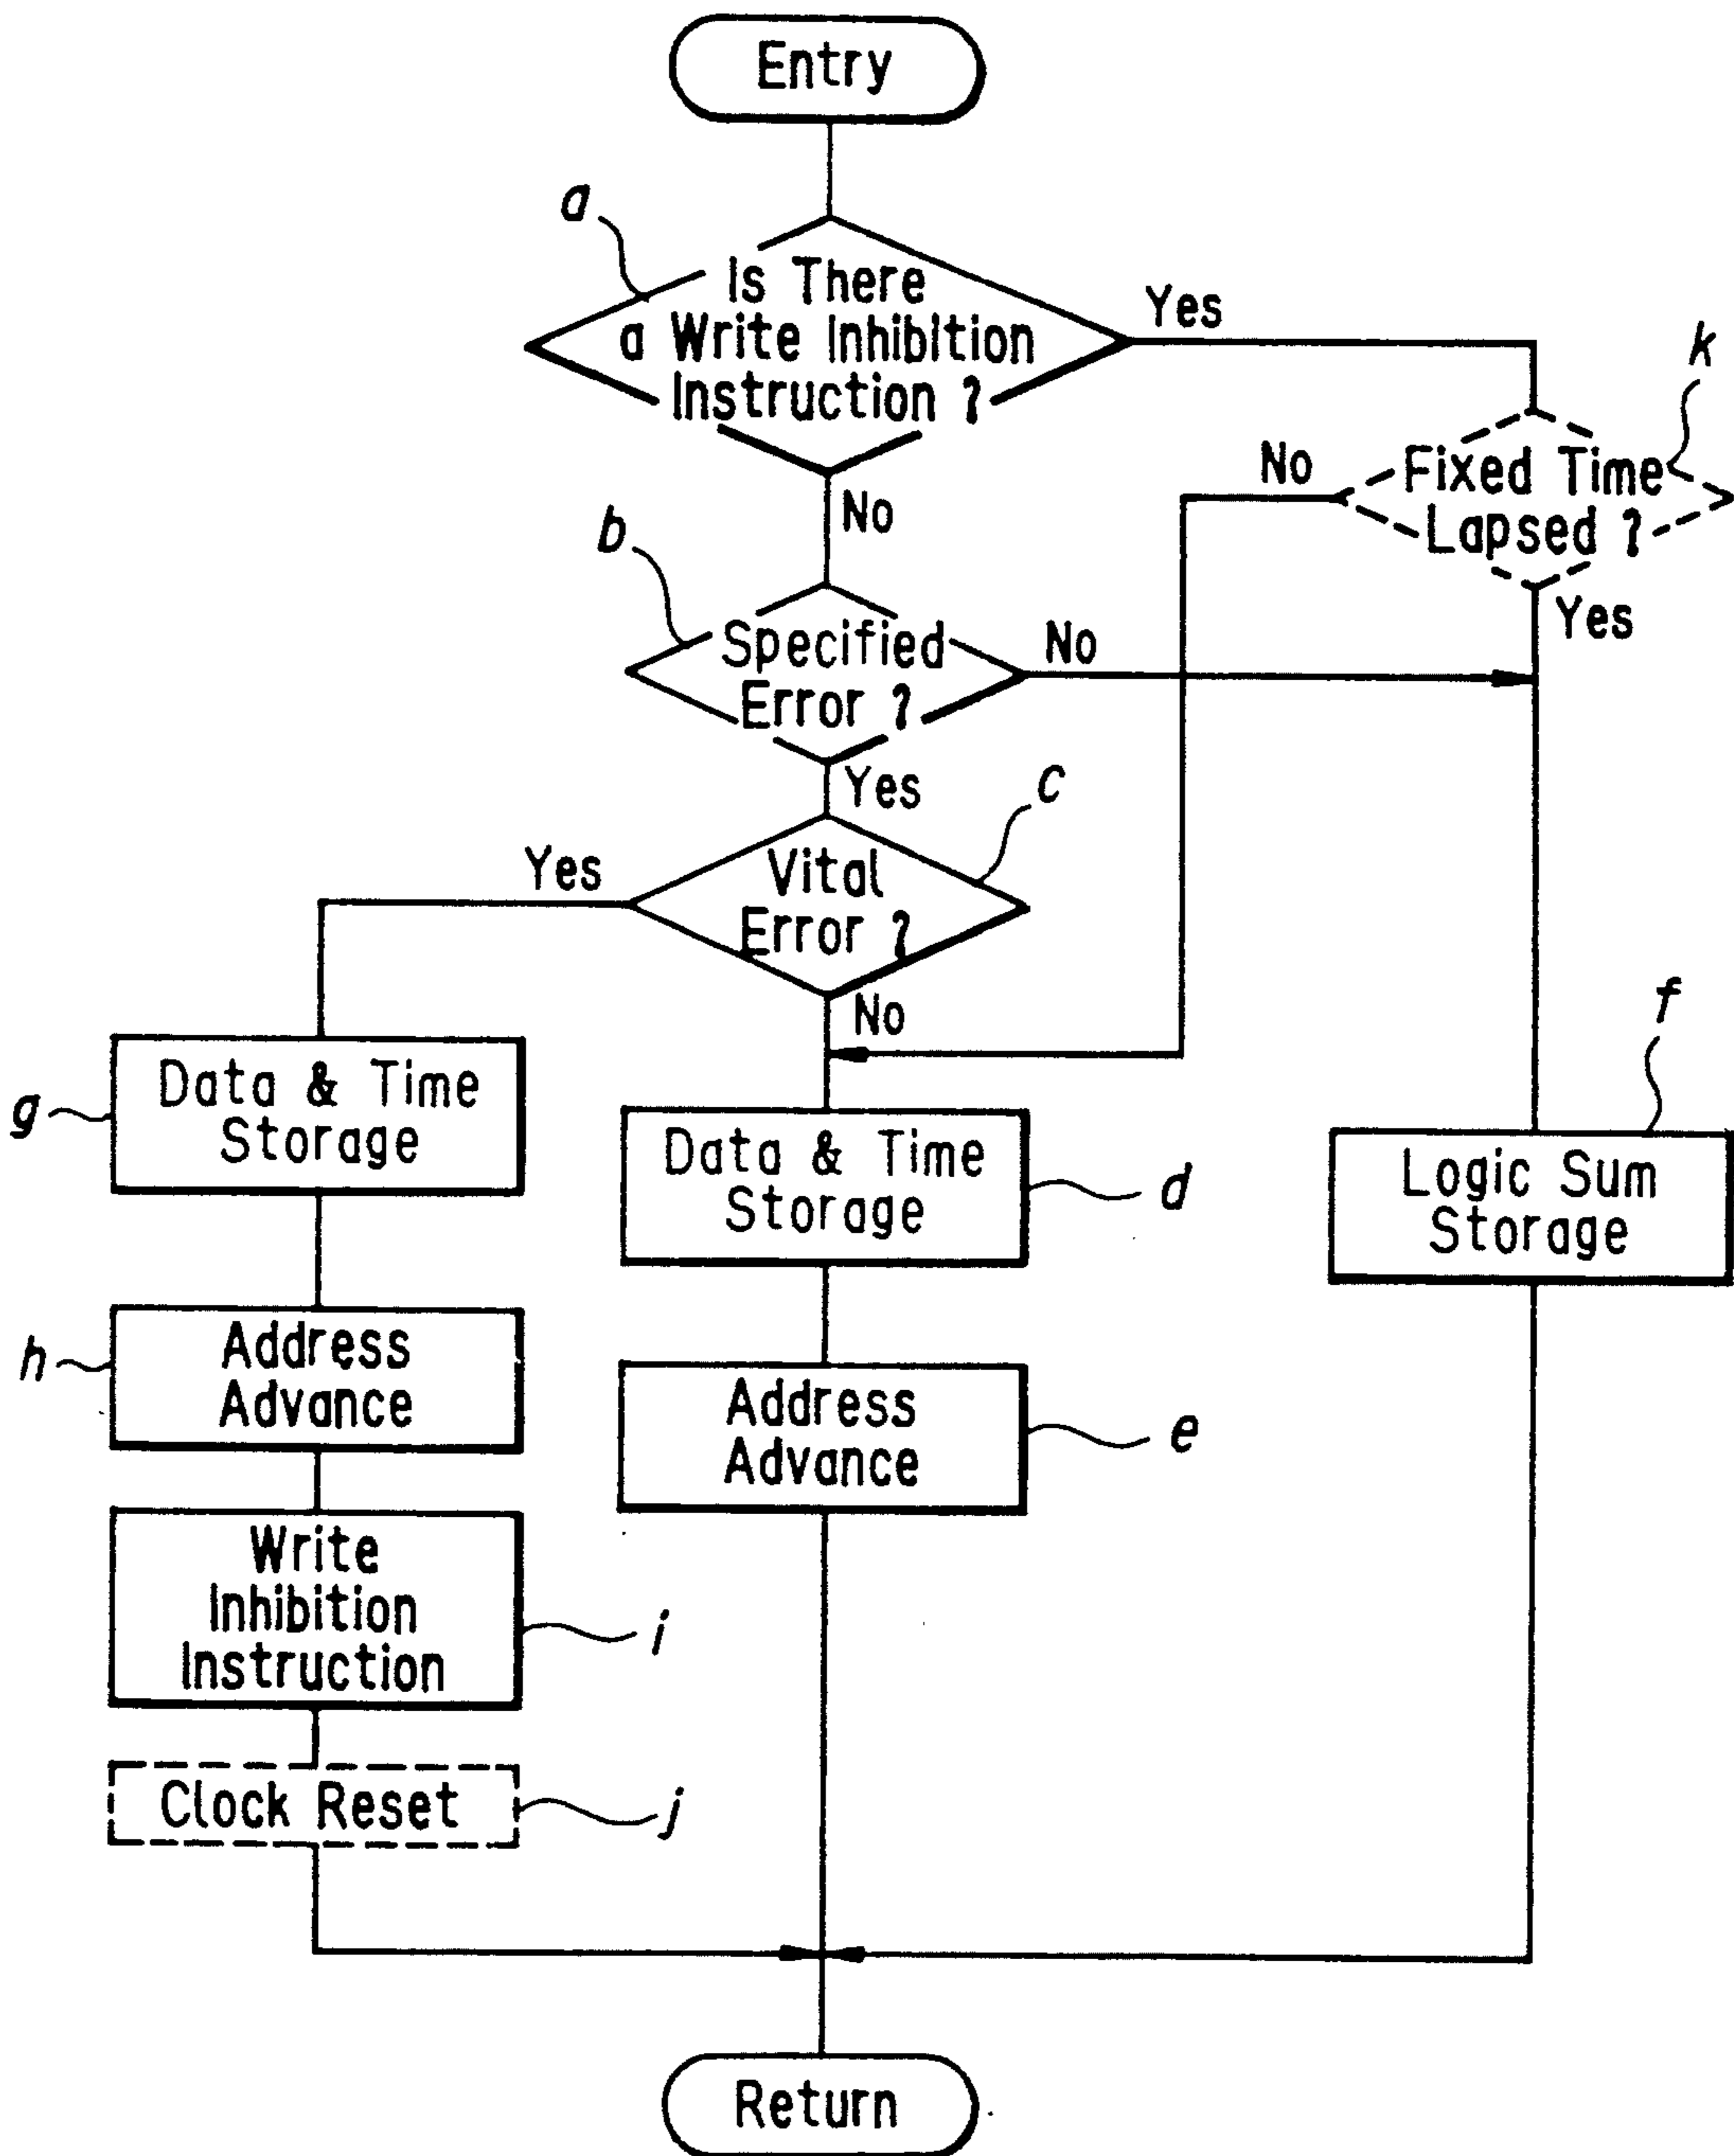 Entry
a
Is There
a Write Inhibition
Instruction ?
Yes
No
k
Fixed Time
Lapsed ?
No
Yes
b
Specified
Error ?
No
Yes
c
Vital
Error ?
Yes
No
g
Data & Time
Storage
Data & Time
Storage
d
f
Logic Sum
Storage
h
Address
Advance
Address
Advance
e
Write
Inhibition
Instruction
i
Clock Reset
j
Return